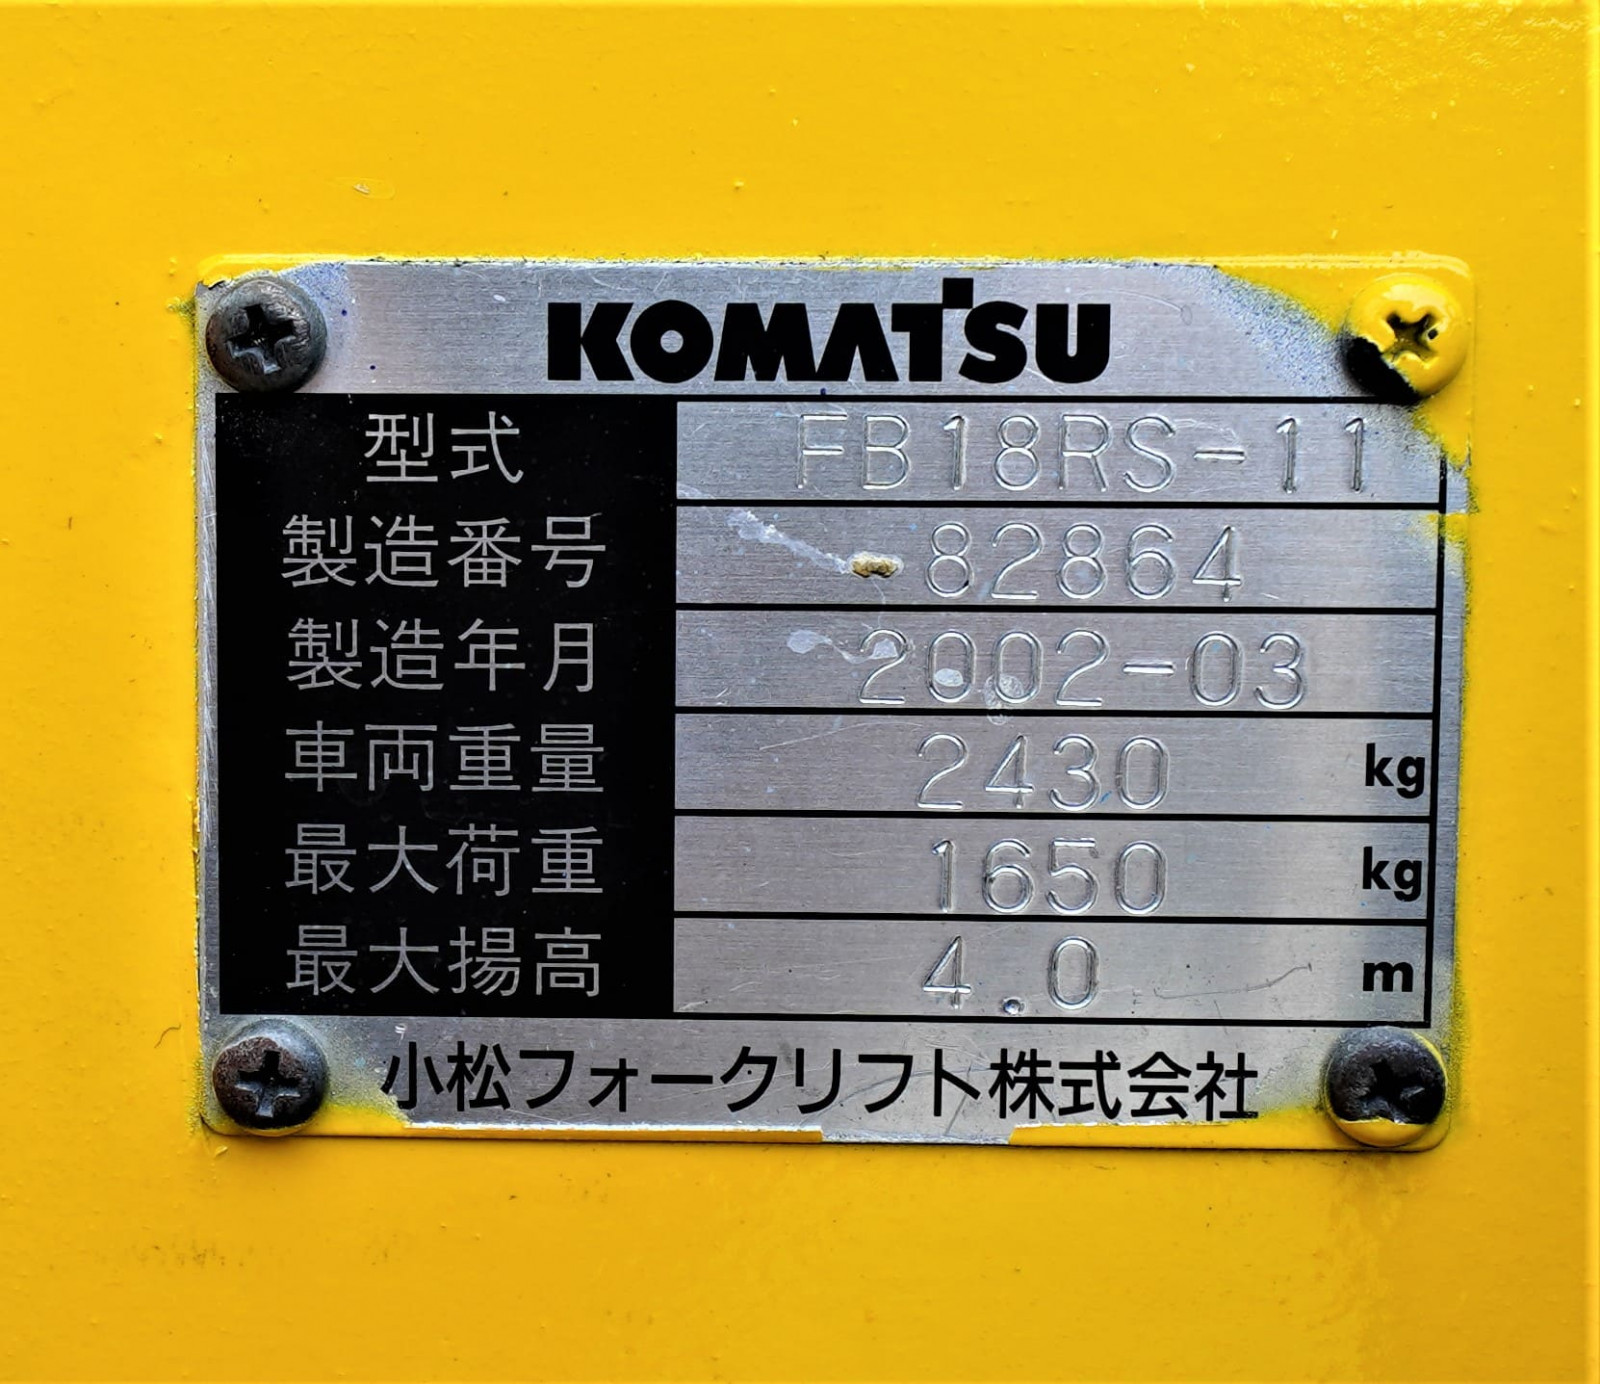 KOMATSU
型式 FB18RS-11
製造番号 82864
製造年月 2002-03
車両重量 2430 kg
最大荷重 1650 kg
最大揚高 4.0 m
小松フォークリフト株式会社